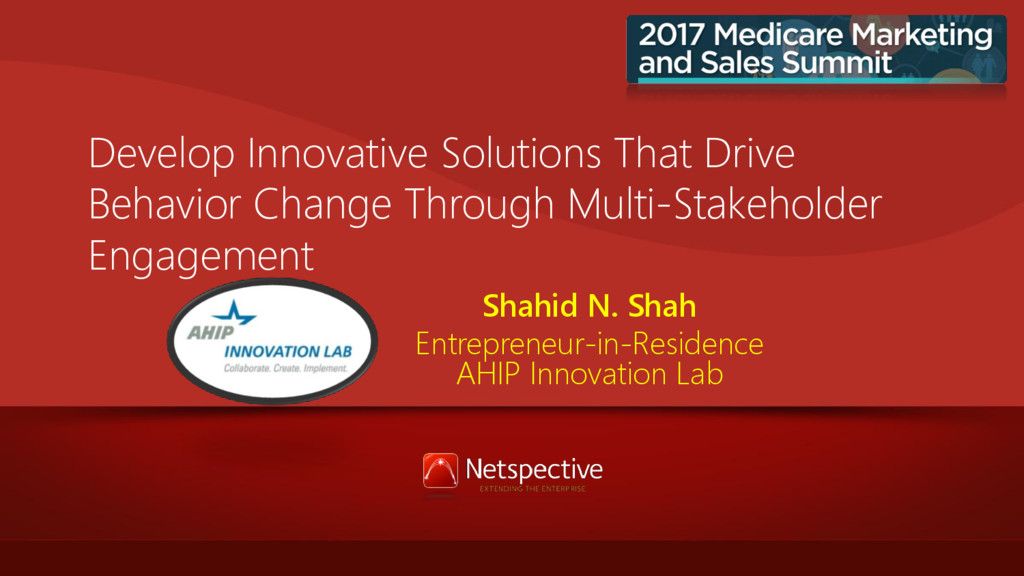 2017 Medicare Marketing
and Sales Summit
Develop Innovative Solutions That Drive
Behavior Change Through Multi-Stakeholder
Engagement
AHIP
INNOVATION LAB
Collaborate. Create. Implement.
Shahid N. Shah
Entrepreneur-in-Residence
AHIP Innovation Lab
Netspective
EXTENDING THE ENTERPRISE